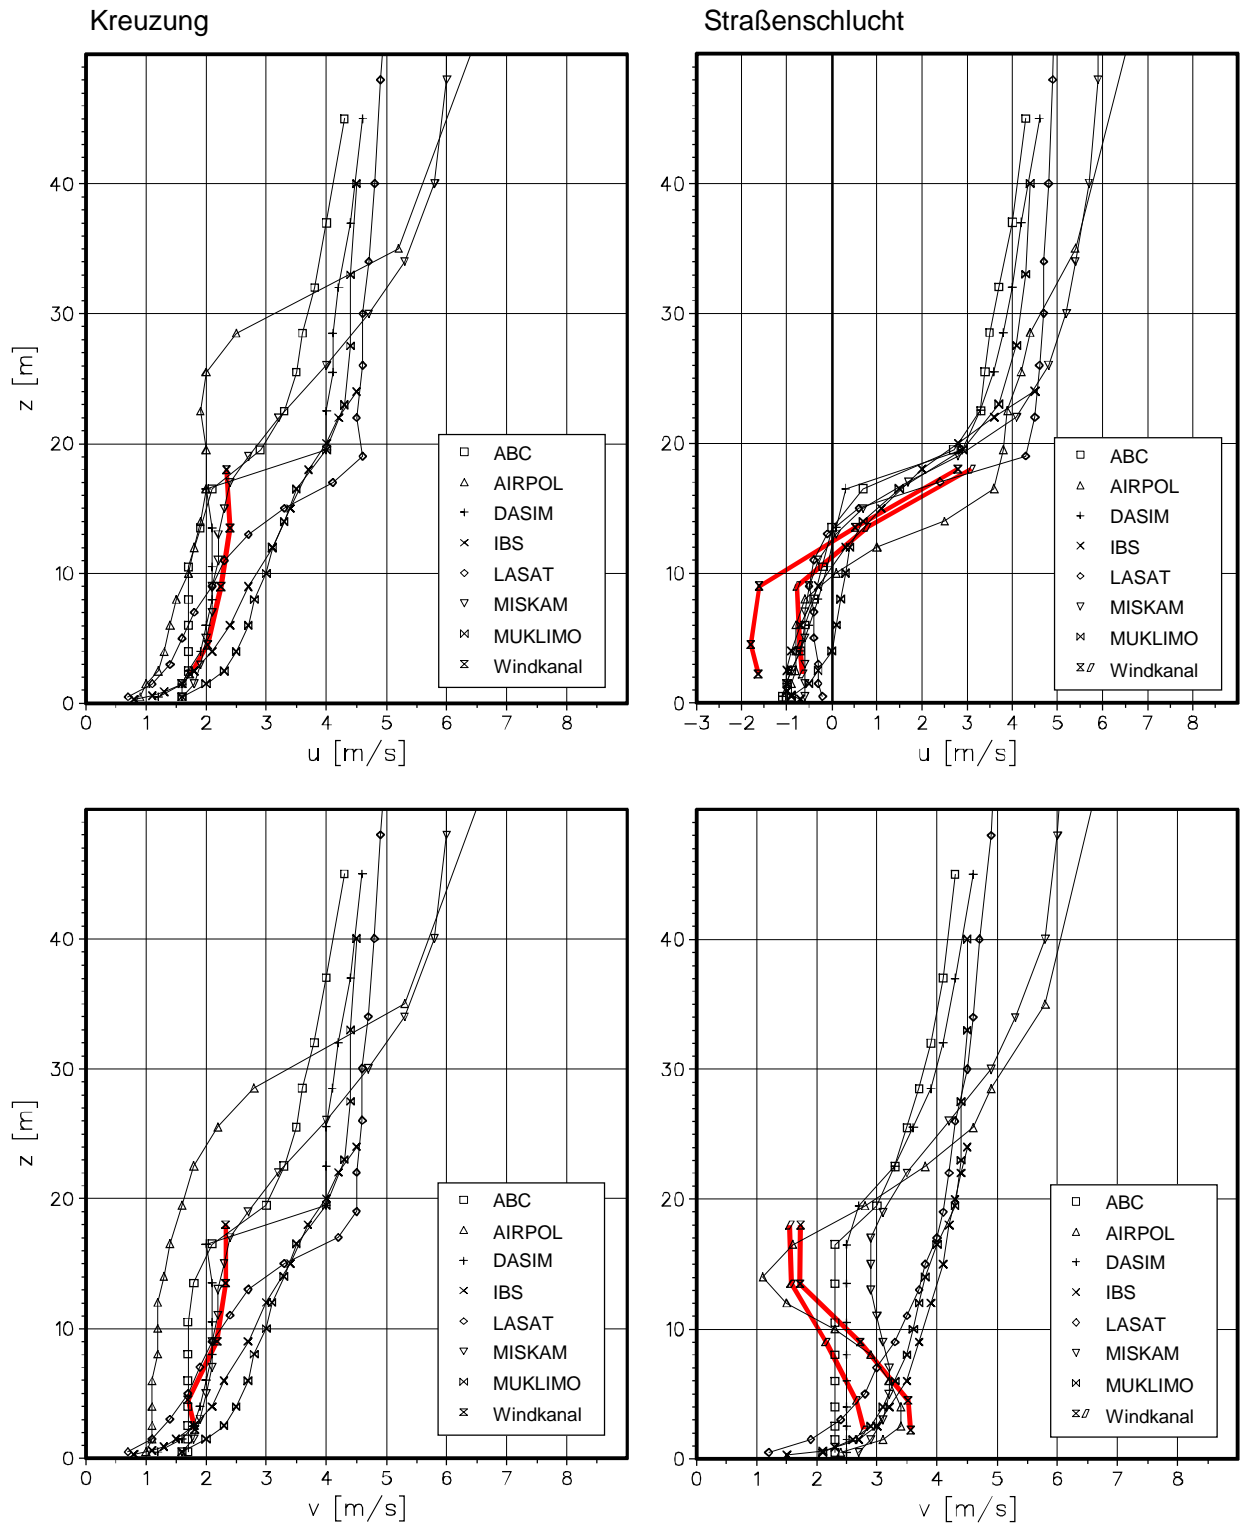 Kreuzung
Straßenschlucht
40
30
20
10
0
z [m]
ABC
AIRPOL
DASIM
IBS
LASAT
MISKAM
MUKLIMO
Windkanal
0 1 2 3 4 5 6 7 8
u [m/s]
40
30
20
10
0
ABC
AIRPOL
DASIM
IBS
LASAT
MISKAM
MUKLIMO
Windkanal
−3 −2 −1 0 1 2 3 4 5 6 7 8
u [m/s]
40
30
20
10
0
z [m]
ABC
AIRPOL
DASIM
IBS
LASAT
MISKAM
MUKLIMO
Windkanal
0 1 2 3 4 5 6 7 8
v [m/s]
40
30
20
10
0
ABC
AIRPOL
DASIM
IBS
LASAT
MISKAM
MUKLIMO
Windkanal
0 1 2 3 4 5 6 7 8
v [m/s]